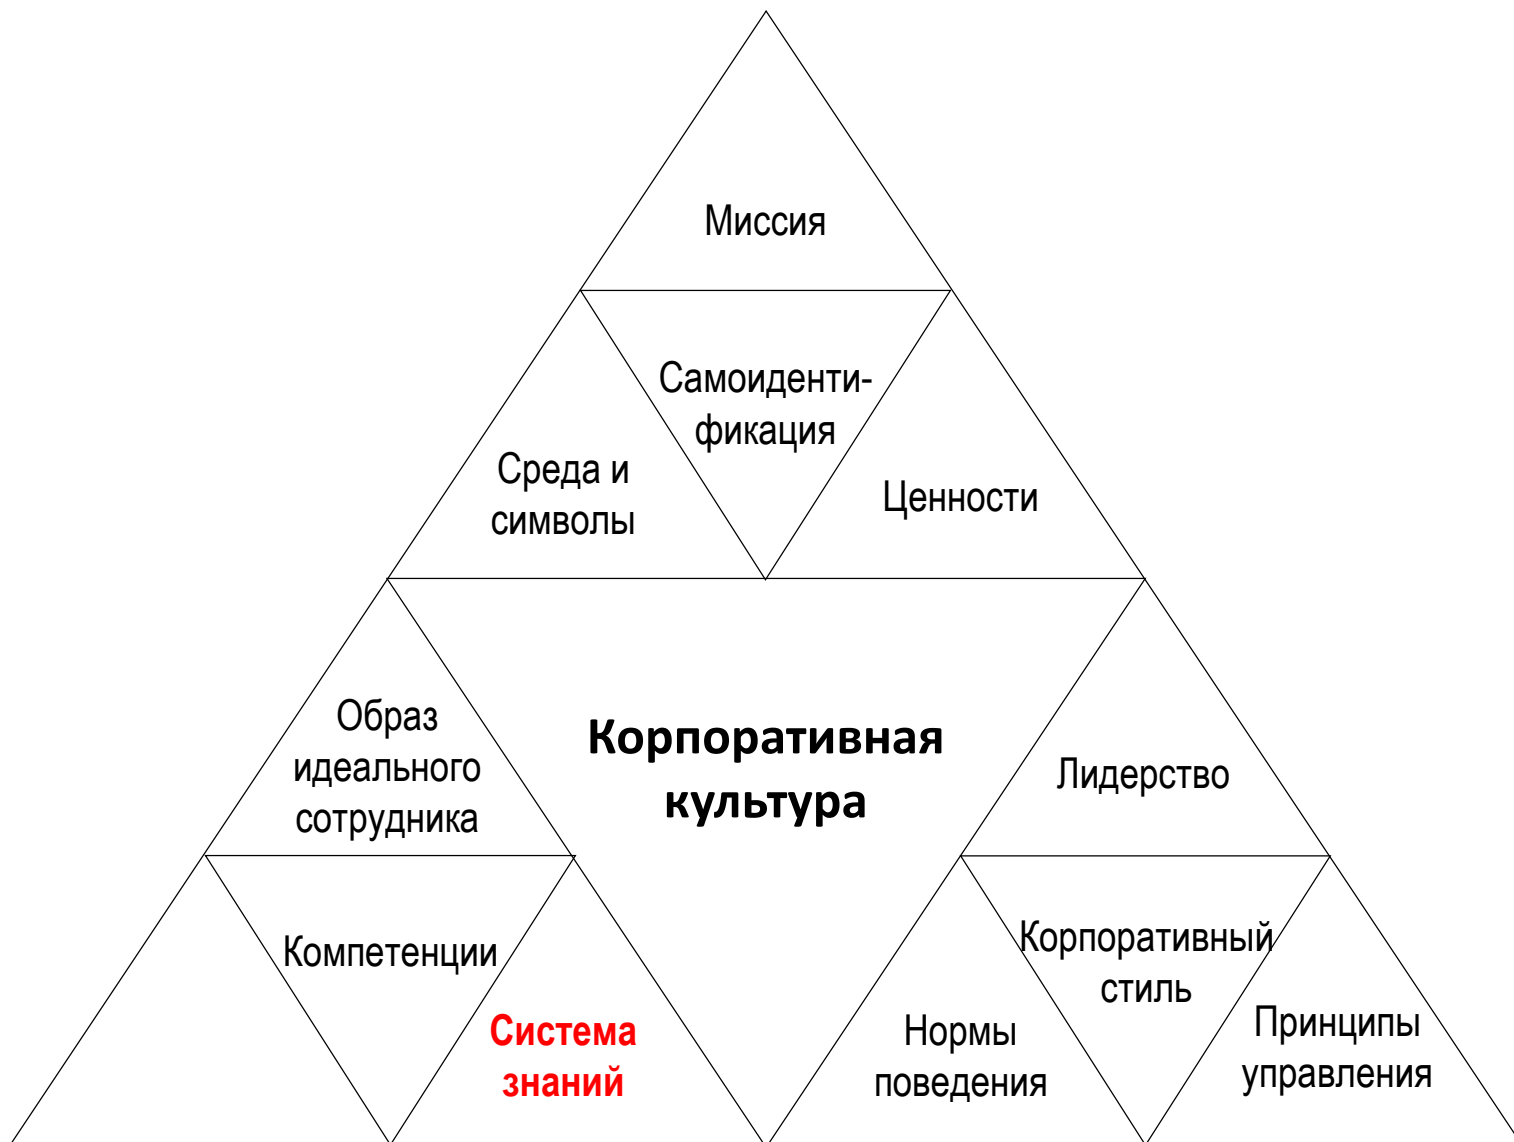 Миссия
Самоиденти-
фикация
Среда и
символы
Ценности
Образ
идеального
сотрудника
Корпоративная
культура
Лидерство
Компетенции
Система
знаний
Корпоративный
стиль
Нормы
поведения
Принципы
управления